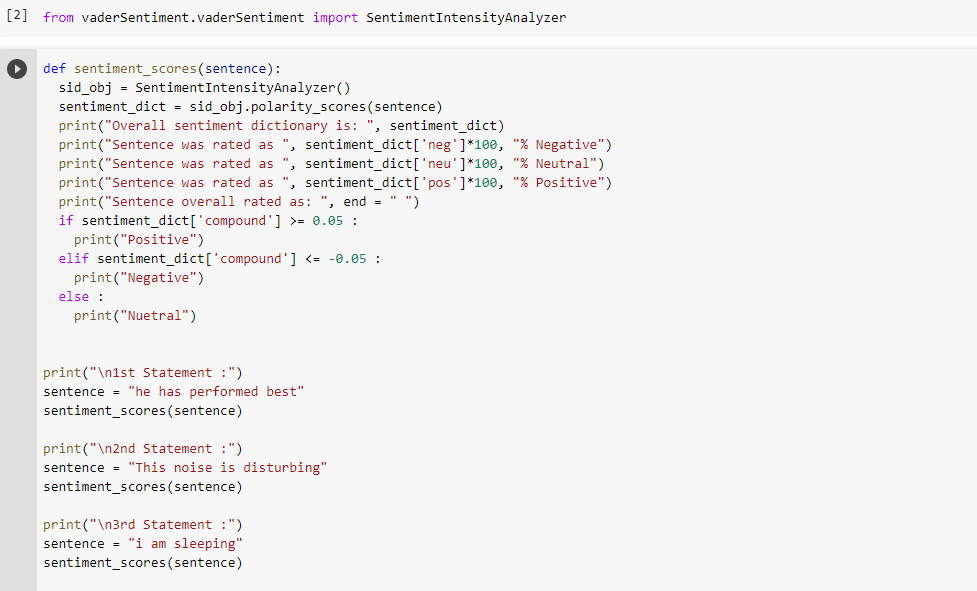 [2] from vaderSentiment.vaderSentiment import SentimentIntensityAnalyzer
def sentiment_scores(sentence):
  sid_obj = SentimentIntensityAnalyzer()
  sentiment_dict = sid_obj.polarity_scores(sentence)
  print("Overall sentiment dictionary is: ", sentiment_dict)
  print("Sentence was rated as ", sentiment_dict['neg']*100, "% Negative")
  print("Sentence was rated as ", sentiment_dict['neu']*100, "% Neutral")
  print("Sentence was rated as ", sentiment_dict['pos']*100, "% Positive")
  print("Sentence overall rated as: ", end = " ")
  if sentiment_dict['compound'] >= 0.05 :
    print("Positive")
  elif sentiment_dict['compound'] <= -0.05 :
    print("Negative")
  else :
    print("Nuetral")
print("\n1st Statement :")
sentence = "he has performed best"
sentiment_scores(sentence)
print("\n2nd Statement :")
sentence = "This noise is disturbing"
sentiment_scores(sentence)
print("\n3rd Statement :")
sentence = "i am sleeping"
sentiment_scores(sentence)